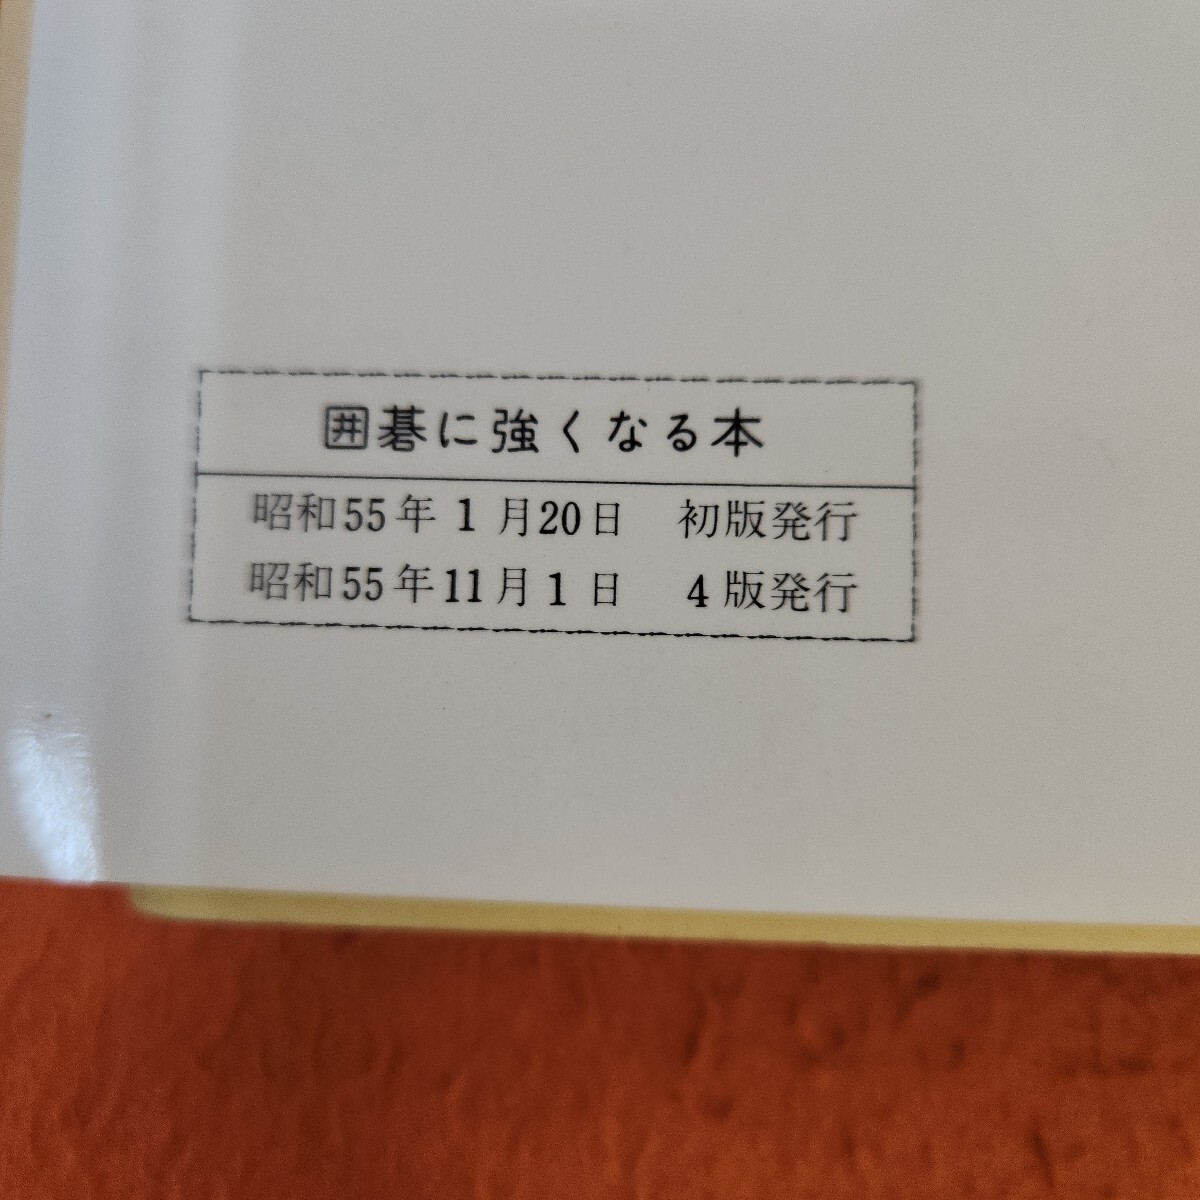 囲碁に強くなる本
昭和55年1月20日 初版発行
昭和55年11月1日 4版発行